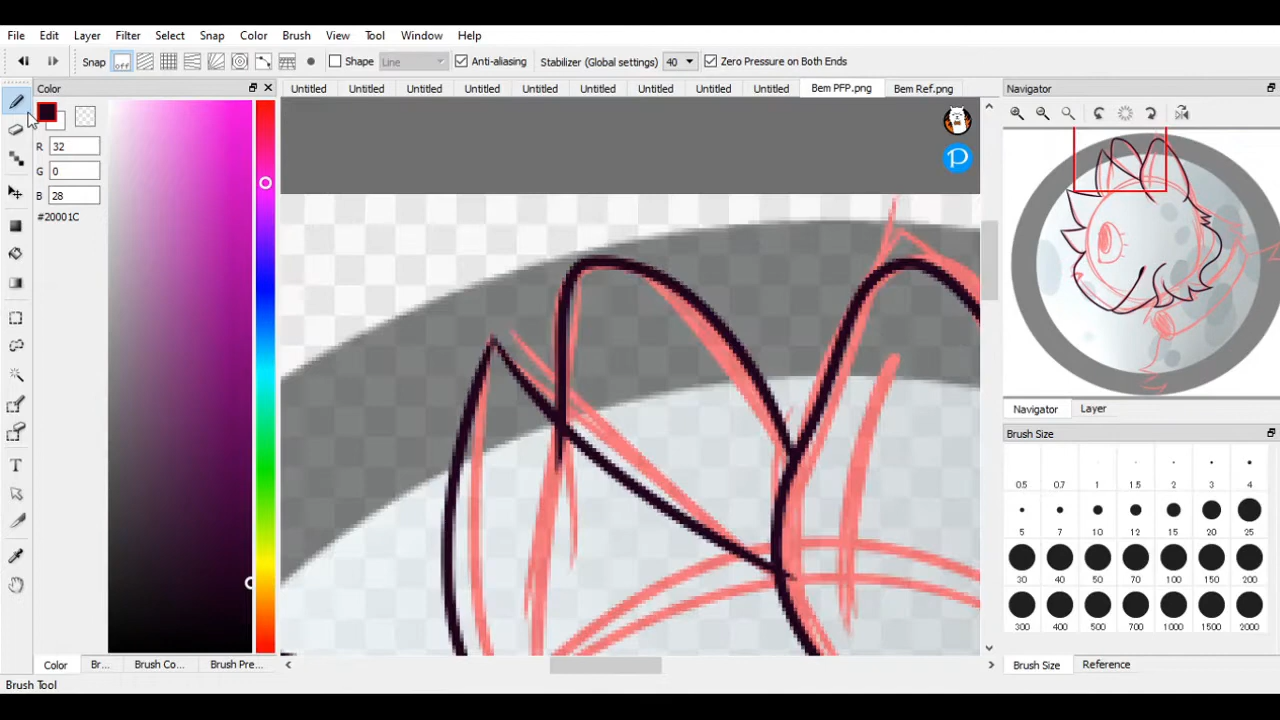 File Edit Layer Filter Select Snap Color Brush View Tool Window Help
Snap off Shape Line Anti-aliasing Stabilizer (Global settings) 40 Zero Pressure on Both Ends
Color
Untitled Untitled Untitled Untitled Untitled Untitled Untitled Untitled Untitled Bem PFP.png Bem Ref.png
Navigator
R 32
G 0
B 28
#20001C
P
T
Navigator Layer
Brush Size
0.5 0.7 1 1.5 2 3 4
5 7 10 12 15 20 25
30 40 50 70 100 150 200
300 400 500 700 1000 1500 2000
Color Br... Brush Co... Brush Pre...
Brush Size Reference
Brush Tool